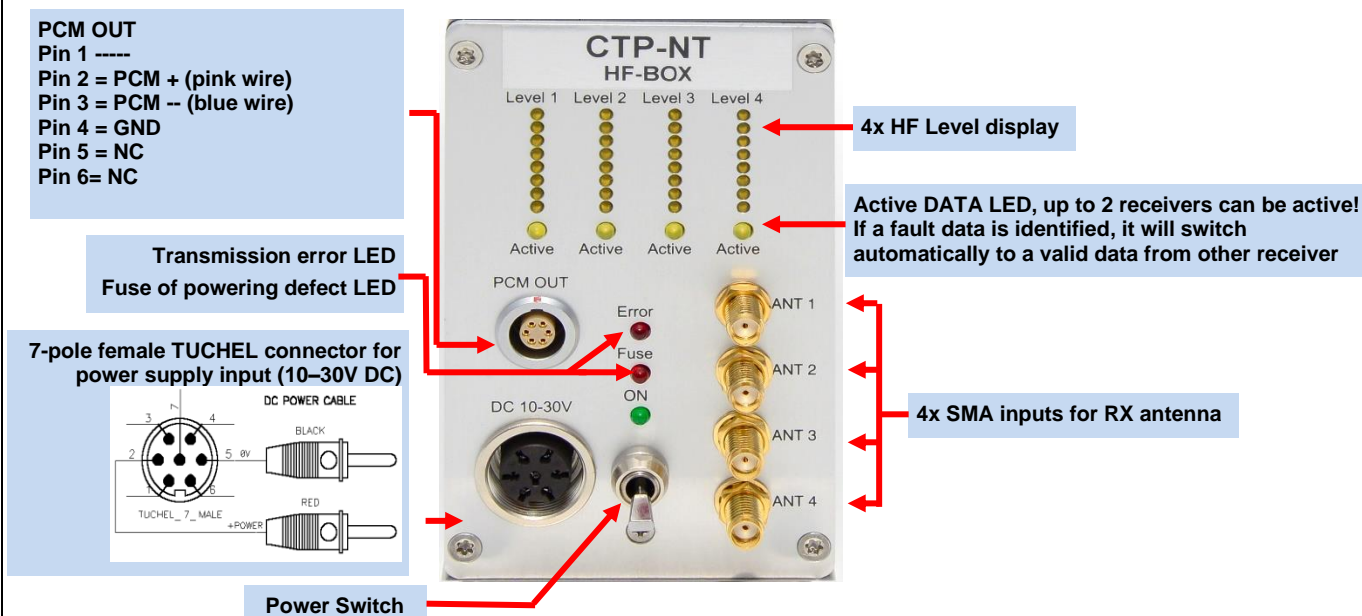 PCM OUT
Pin 1 -----
Pin 2 = PCM + (pink wire)
Pin 3 = PCM -- (blue wire)
Pin 4 = GND
Pin 5 = NC
Pin 6= NC
Transmission error LED
Fuse of powering defect LED
7-pole female TUCHEL connector for
power supply input (10–30V DC)
DC POWER CABLE
7
3
4
BLACK
2
5
0V
1
6
RED
TUCHEL_7_MALE
+POWER
Power Switch
CTP-NT
HF-BOX
Level 1 Level 2 Level 3 Level 4
Active Active Active Active
PCM OUT
Error
Fuse
ON
DC 10-30V
ANT 1
ANT 2
ANT 3
ANT 4
4x HF Level display
Active DATA LED, up to 2 receivers can be active!
If a fault data is identified, it will switch
automatically to a valid data from other receiver
4x SMA inputs for RX antenna